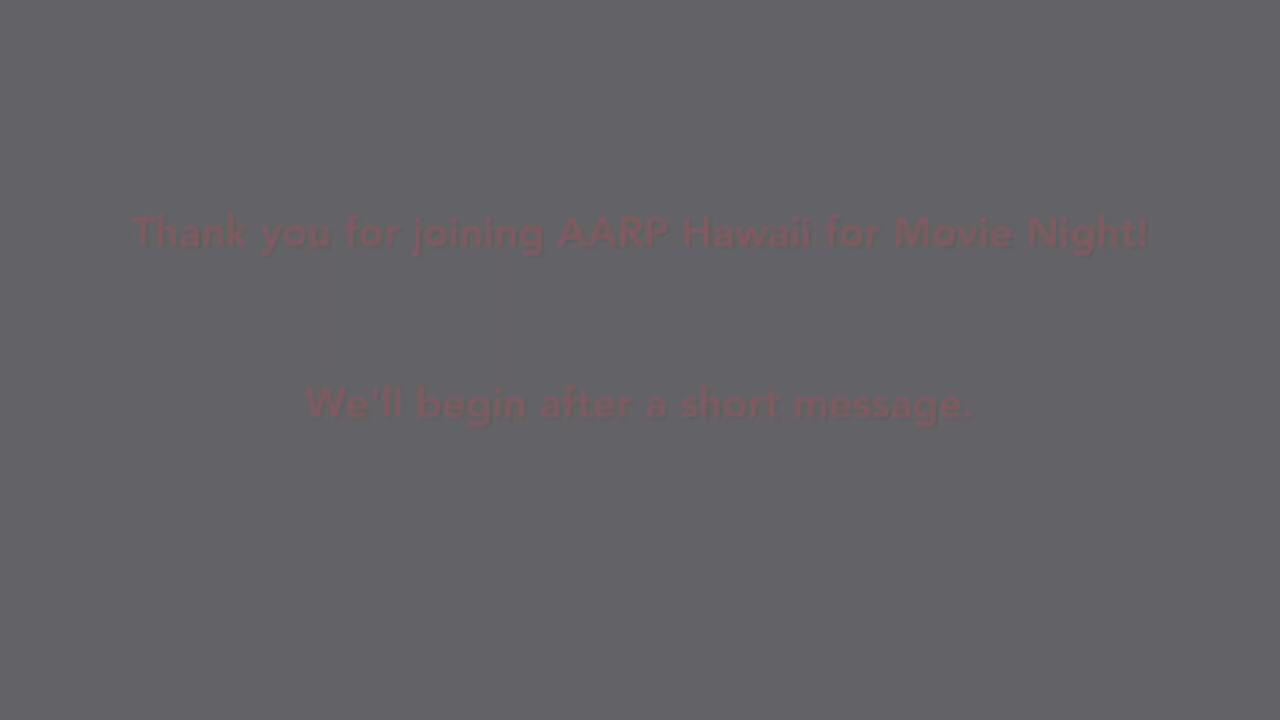 Thank you for joining AARP Hawaii for Movie Night!
We'll begin after a short message.